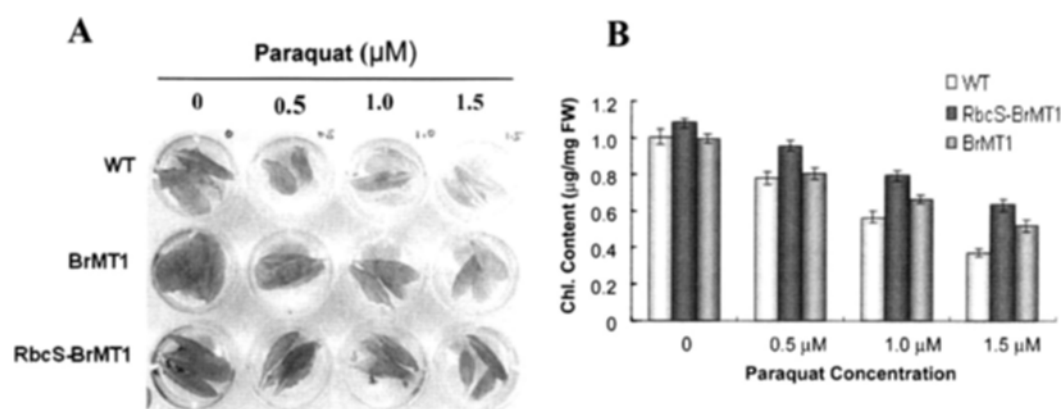 A
Paraquat (μM)
0 0.5 1.0 1.5
WT
BrMT1
RbcS-BrMT1
B
WT
RbcS-BrMT1
BrMT1
Chl. Content (μg/mg FW)
1.2
1.0
0.8
0.6
0.4
0.2
0
0 0.5 μM 1.0 μM 1.5 μM
Paraquat Concentration